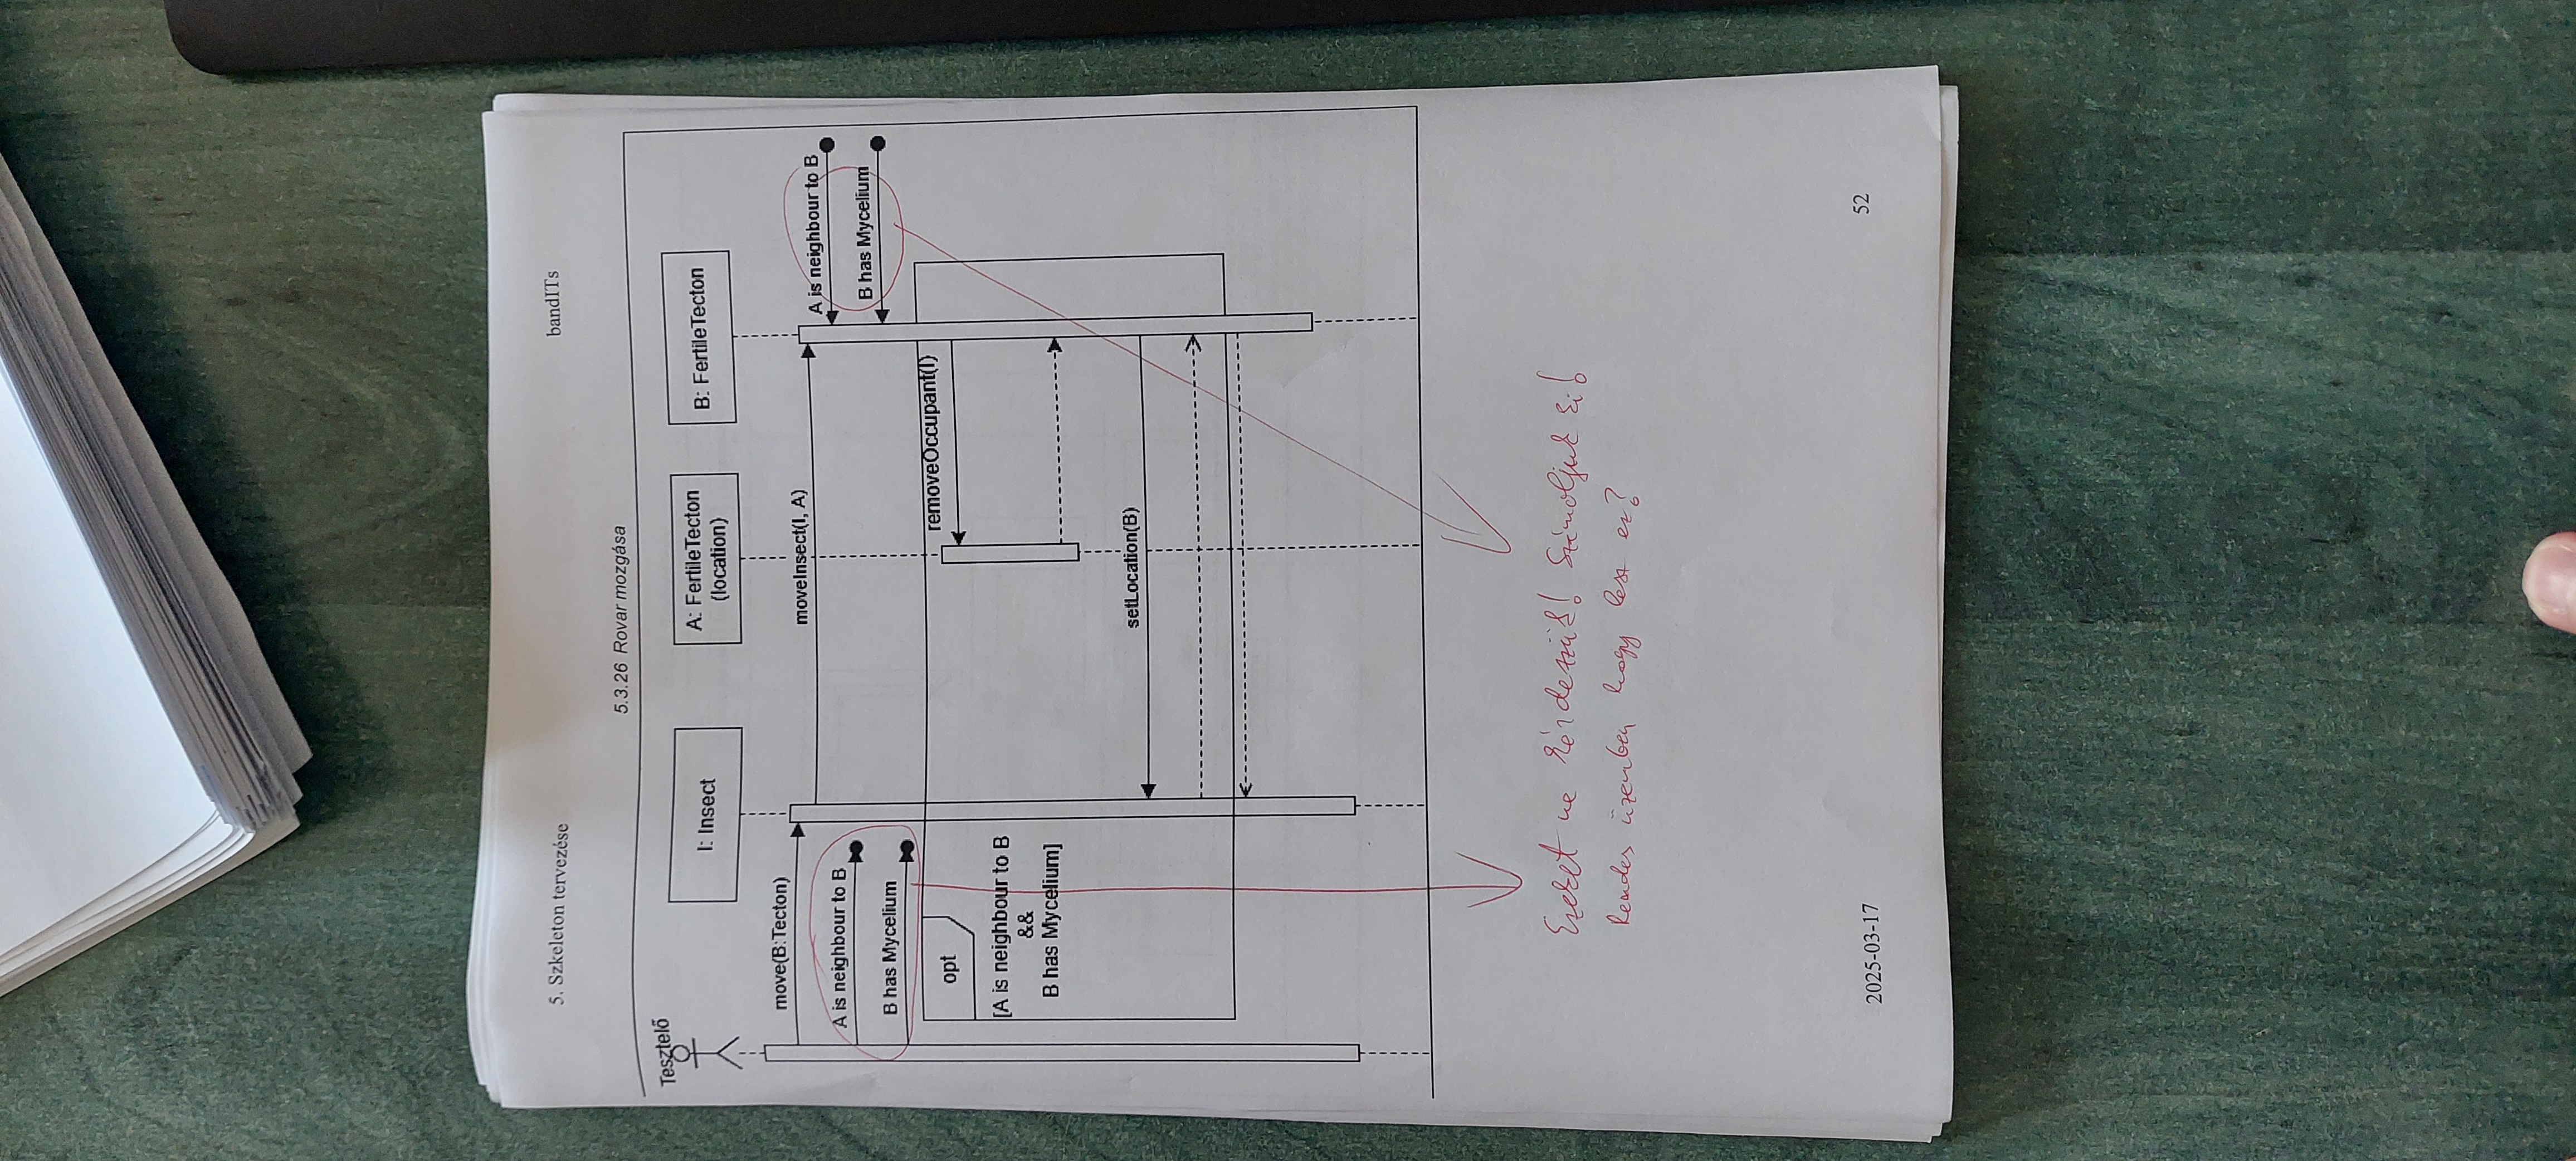 5. Szkeleton tervezése
bandITs
5.3.26 Rovar mozgása
Tesztelő
I: Insect
A: FertileTecton
(location)
B: FertileTecton
move(B:Tecton)
moveInsect(I, A)
A is neighbour to B
A is neighbour to B
B has Mycelium
B has Mycelium
opt
removeOccupant(I)
[A is neighbour to B
&&
B has Mycelium]
setLocation(B)
Ezeket ne kérdezzük! Számoljuk ki!
Rendes üzemben hogy lesz ez?
2025-03-17
52